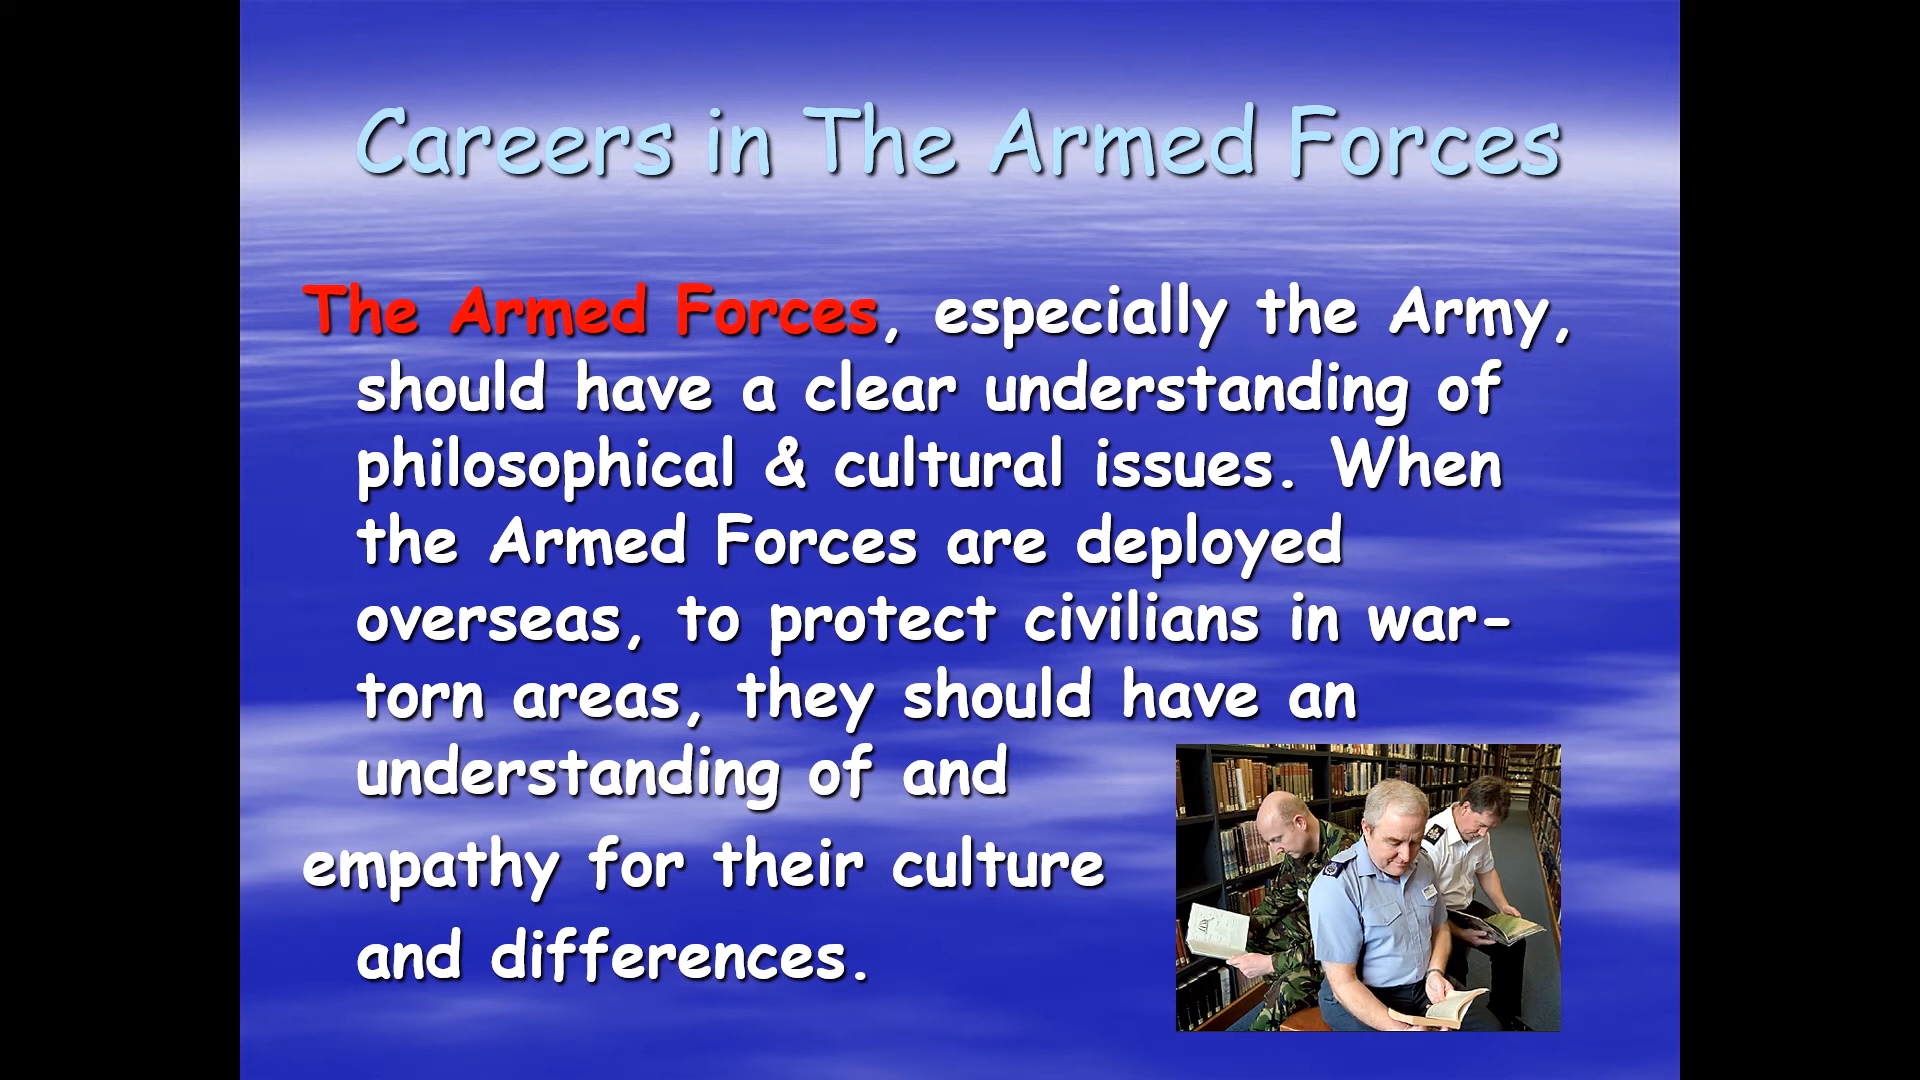 Careers in The Armed Forces
The Armed Forces, especially the Army,
should have a clear understanding of
philosophical & cultural issues. When
the Armed Forces are deployed
overseas, to protect civilians in war-
torn areas, they should have an
understanding of and
empathy for their culture
and differences.